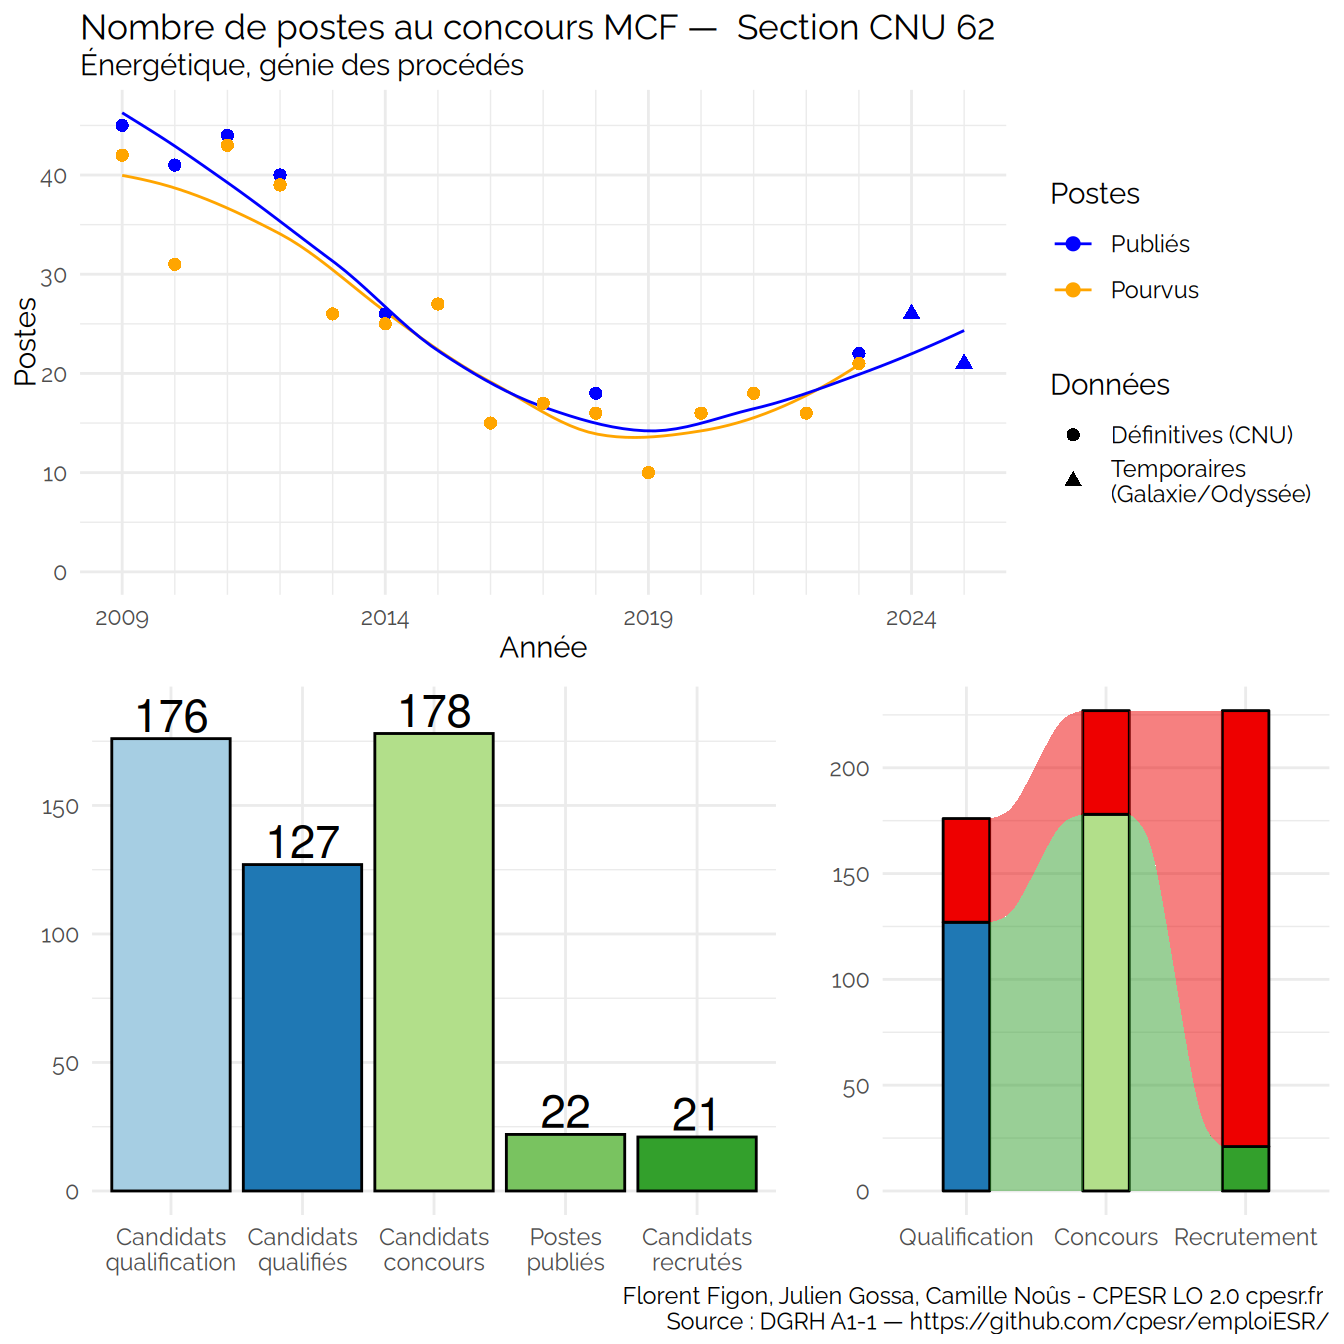 Nombre de postes au concours MCF —  Section CNU 62
Énergétique, génie des procédés
Postes
40
30
20
10
0
2009
2014
2019
2024
Année
Postes
Publiés
Pourvus
Données
Définitives (CNU)
Temporaires
(Galaxie/Odyssée)
176
127
178
22
21
150
100
50
0
Candidats
qualification
Candidats
qualifiés
Candidats
concours
Postes
publiés
Candidats
recrutés
200
150
100
50
0
Qualification
Concours
Recrutement
Florent Figon, Julien Gossa, Camille Noûs - CPESR LO 2.0 cpesr.fr
Source : DGRH A1-1 — https://github.com/cpesr/emploiESR/